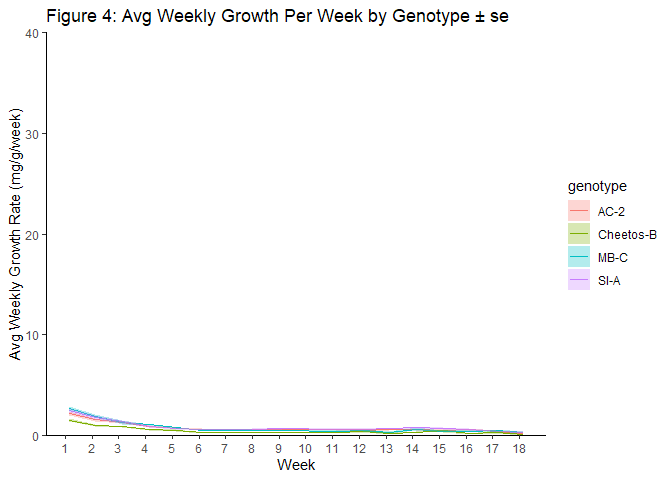 Figure 4: Avg Weekly Growth Per Week by Genotype ± se
Avg Weekly Growth Rate (mg/g/week)
40
30
20
10
0
1 2 3 4 5 6 7 8 9 10 11 12 13 14 15 16 17 18
Week
genotype
AC-2
Cheetos-B
MB-C
SI-A